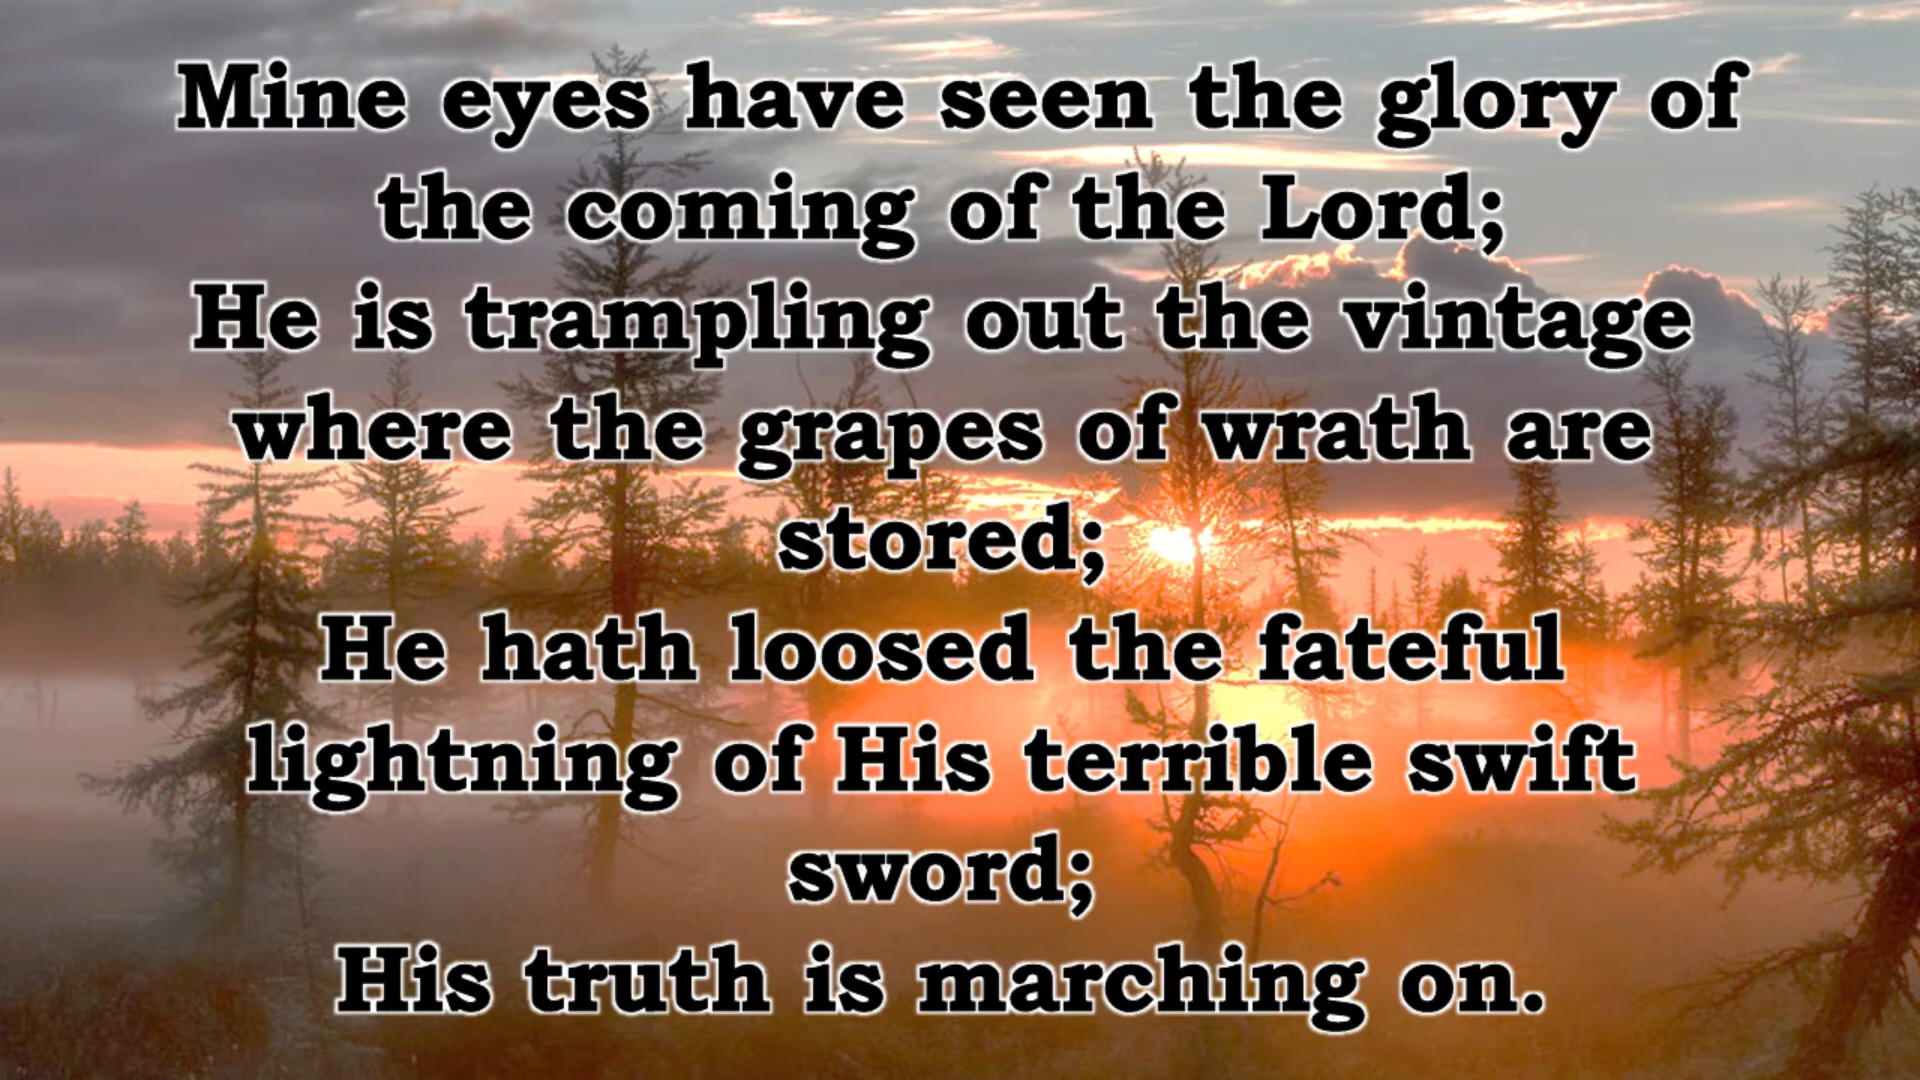 Mine eyes have seen the glory of
the coming of the Lord;
He is trampling out the vintage
where the grapes of wrath are
stored;
He hath loosed the fateful
lightning of His terrible swift
sword;
His truth is marching on.